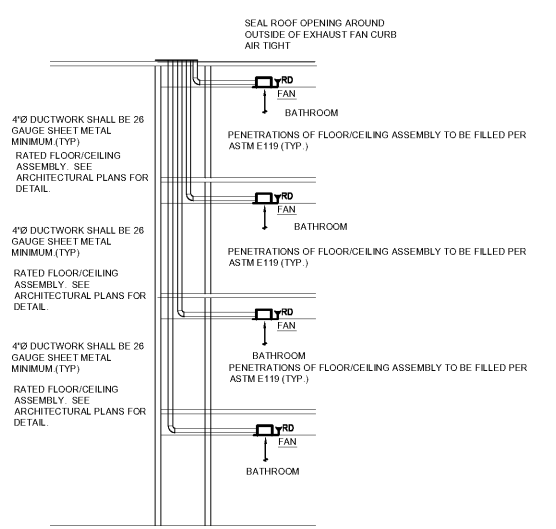 SEAL ROOF OPENING AROUND
OUTSIDE OF EXHAUST FAN CURB
AIR TIGHT
RD
FAN
BATHROOM
4"Ø DUCTWORK SHALL BE 26
GAUGE SHEET METAL
MINIMUM.(TYP)
PENETRATIONS OF FLOOR/CEILING ASSEMBLY TO BE FILLED PER
ASTM E119 (TYP.)
RATED FLOOR/CEILING
ASSEMBLY. SEE
ARCHITECTURAL PLANS FOR
DETAIL.
RD
FAN
BATHROOM
4"Ø DUCTWORK SHALL BE 26
GAUGE SHEET METAL
MINIMUM.(TYP)
PENETRATIONS OF FLOOR/CEILING ASSEMBLY TO BE FILLED PER
ASTM E119 (TYP.)
RATED FLOOR/CEILING
ASSEMBLY. SEE
ARCHITECTURAL PLANS FOR
DETAIL.
RD
FAN
BATHROOM
4"Ø DUCTWORK SHALL BE 26
GAUGE SHEET METAL
MINIMUM.(TYP)
PENETRATIONS OF FLOOR/CEILING ASSEMBLY TO BE FILLED PER
ASTM E119 (TYP.)
RATED FLOOR/CEILING
ASSEMBLY. SEE
ARCHITECTURAL PLANS FOR
DETAIL.
RD
FAN
BATHROOM